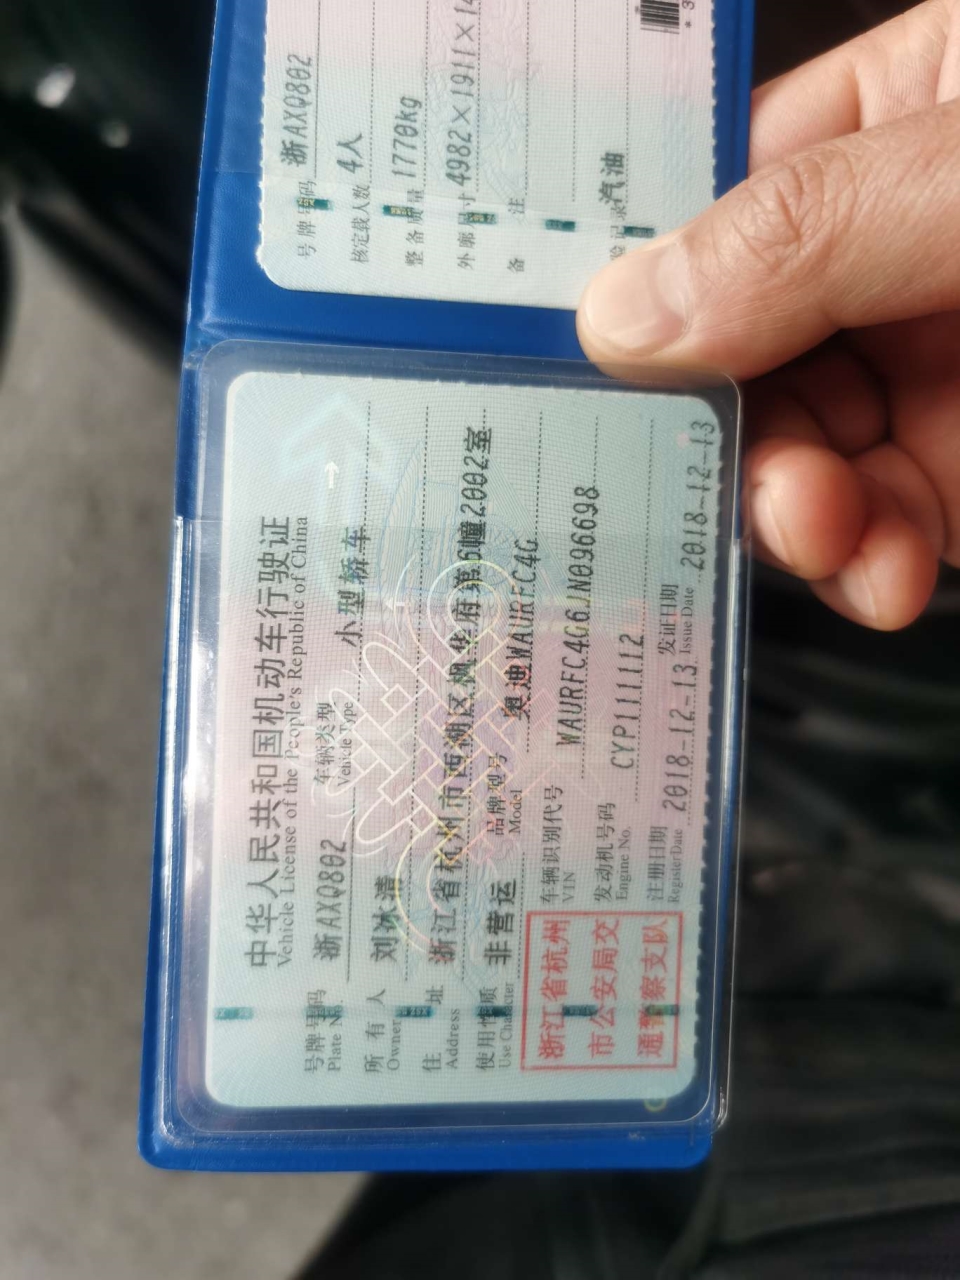 中华人民共和国机动车行驶证
Vehicle License of the People's Republic of China
号牌号码 浙AXQ802 车辆类型 小型轿车
Plate No. Vehicle Type
所有人 刘冰清
Owner
住址 浙江省杭州市西湖区 华府第6幢2002室
Address
使用性质 非营运 品牌型号 奥迪WAURFC4G
Use Character Model
浙江省杭州
市公安局交
通警察支队
车辆识别代号 WAURFC4G6JN096698
VIN
发动机号码 CYP111112
Engine No.
注册日期 2018-12-13 发证日期 2018-12-13
Register Date Issue Date
号牌号码 浙AXQ802
核定载人数 4人
整备质量 1770kg
外廓尺寸 4982×1911×14
备注
汽油